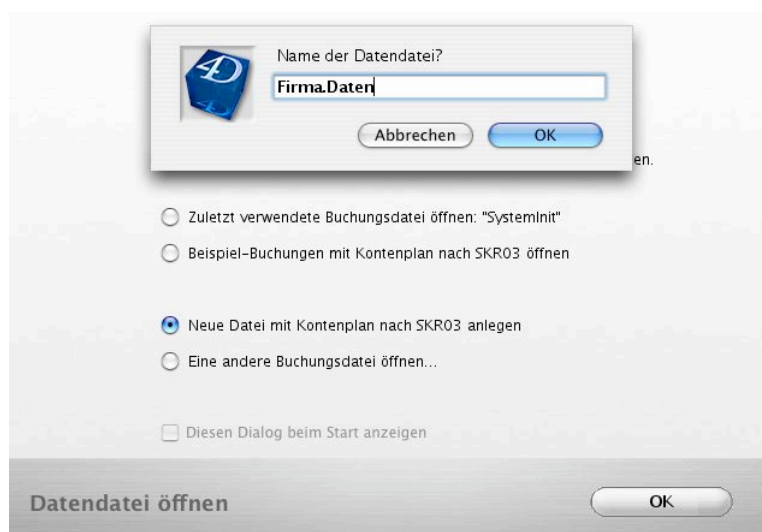 4D
Name der Datendatei?
Firma.Daten
Abbrechen
OK
en.
Zuletzt verwendete Buchungsdatei öffnen: "SystemInit"
Beispiel-Buchungen mit Kontenplan nach SKR03 öffnen
Neue Datei mit Kontenplan nach SKR03 anlegen
Eine andere Buchungsdatei öffnen...
Diesen Dialog beim Start anzeigen
Datendatei öffnen
OK